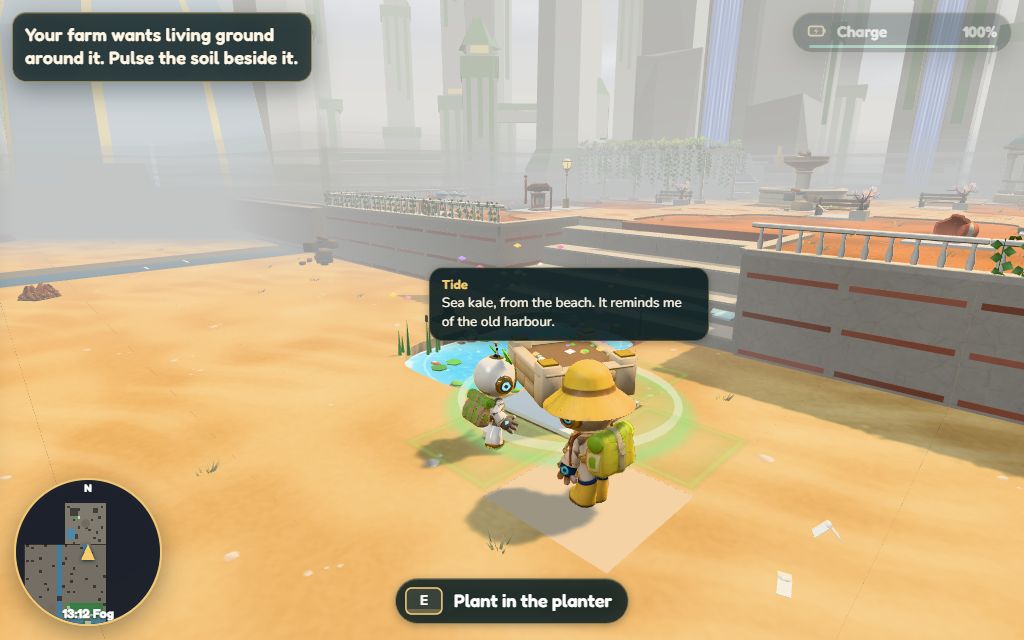 Your farm wants living ground
around it. Pulse the soil beside it.
Charge 100%
Tide
Sea kale, from the beach. It reminds me
of the old harbour.
N
13:12 Fog
E Plant in the planter